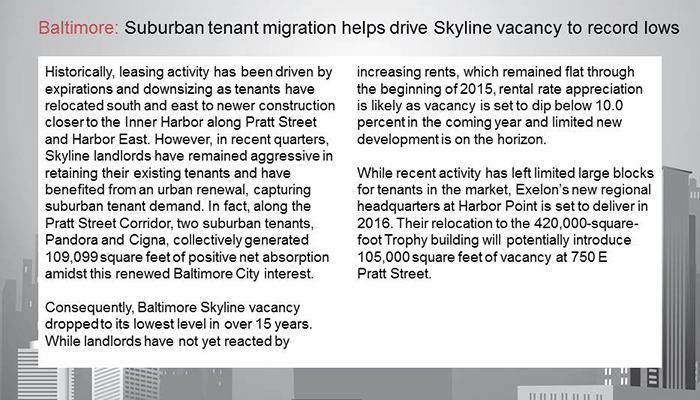 Baltimore: Suburban tenant migration helps drive Skyline vacancy to record lows
Historically, leasing activity has been driven by
expirations and downsizing as tenants have
relocated south and east to newer construction
closer to the Inner Harbor along Pratt Street
and Harbor East. However, in recent quarters,
Skyline landlords have remained aggressive in
retaining their existing tenants and have
benefited from an urban renewal, capturing
suburban tenant demand. In fact, along the
Pratt Street Corridor, two suburban tenants,
Pandora and Cigna, collectively generated
109,099 square feet of positive net absorption
amidst this renewed Baltimore City interest.
Consequently, Baltimore Skyline vacancy
dropped to its lowest level in over 15 years.
While landlords have not yet reacted by
increasing rents, which remained flat through
the beginning of 2015, rental rate appreciation
is likely as vacancy is set to dip below 10.0
percent in the coming year and limited new
development is on the horizon.
While recent activity has left limited large blocks
for tenants in the market, Exelon's new regional
headquarters at Harbor Point is set to deliver in
2016. Their relocation to the 420,000-square-
foot Trophy building will potentially introduce
105,000 square feet of vacancy at 750 E
Pratt Street.